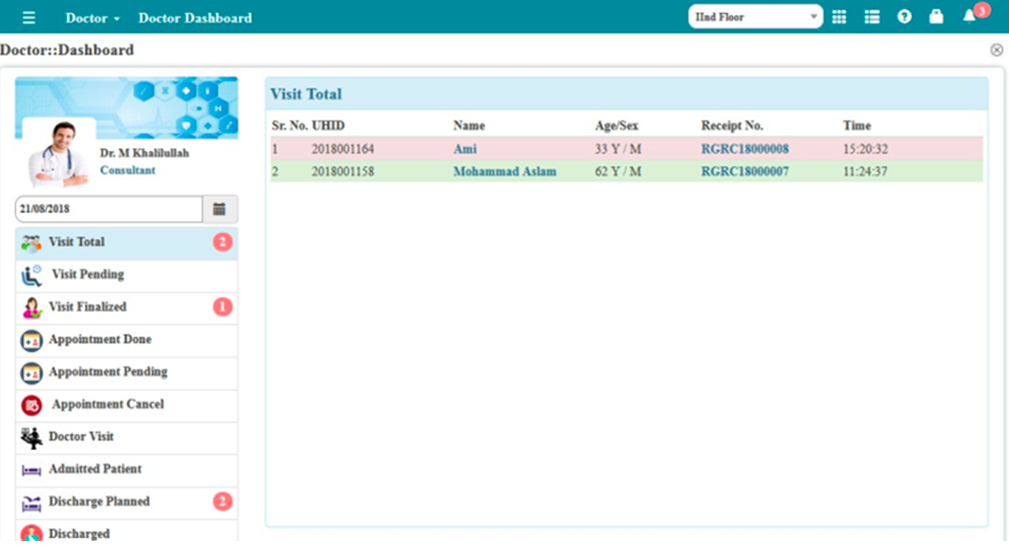 Doctor Doctor Dashboard IInd Floor 3
Doctor::Dashboard
Dr. M Khalilullah
Consultant
21/08/2018
Visit Total 2
Visit Pending
Visit Finalized 1
Appointment Done
Appointment Pending
Appointment Cancel
Doctor Visit
Admitted Patient
Discharge Planned 2
Discharged
Visit Total
Sr. No. UHID Name Age/Sex Receipt No. Time
1 2018001164 Ami 33 Y / M RGRC18000008 15:20:32
2 2018001158 Mohammad Aslam 62 Y / M RGRC18000007 11:24:37